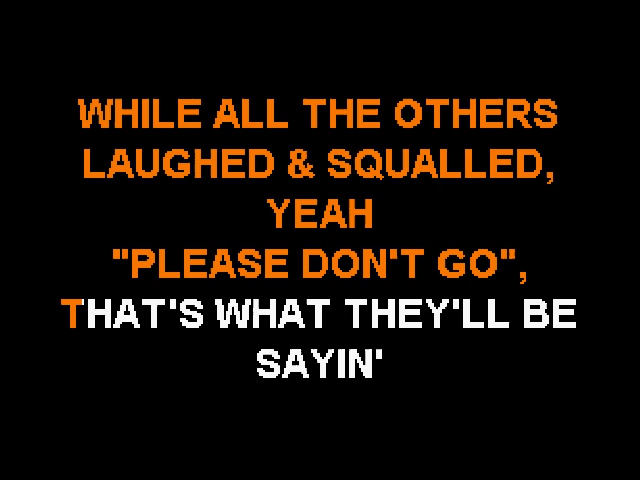 WHILE ALL THE OTHERS
LAUGHED & SQUALLED,
YEAH
"PLEASE DON'T GO",
THAT'S WHAT THEY'LL BE
SAYIN'